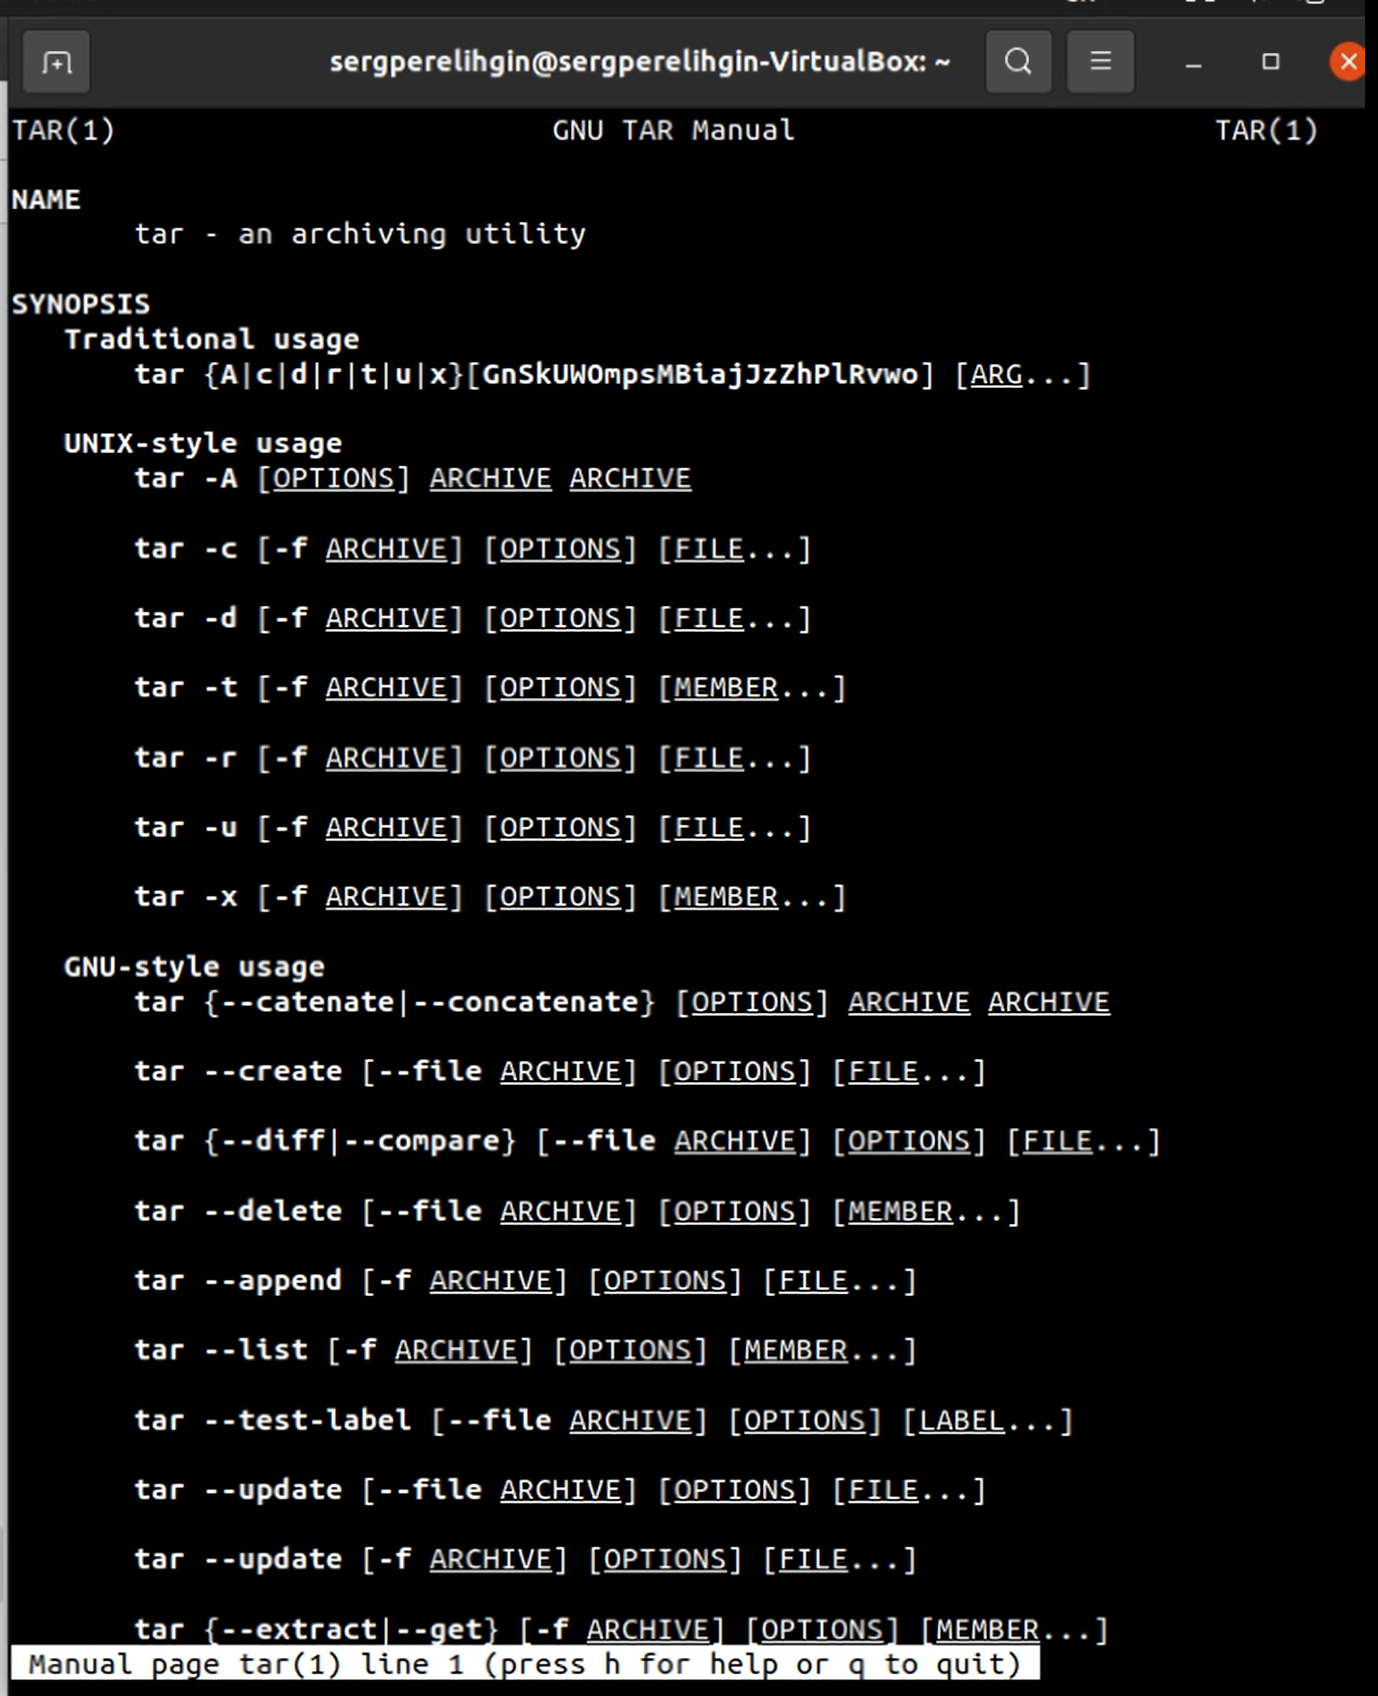 sergperelihgin@sergperelihgin-VirtualBox: ~
TAR(1) GNU TAR Manual TAR(1)
NAME
tar - an archiving utility
SYNOPSIS
Traditional usage
tar {A|c|d|r|t|u|x}[GnSkUWOmpsMBiajJzZhPlRvwo] [ARG...]
UNIX-style usage
tar -A [OPTIONS] ARCHIVE ARCHIVE
tar -c [-f ARCHIVE] [OPTIONS] [FILE...]
tar -d [-f ARCHIVE] [OPTIONS] [FILE...]
tar -t [-f ARCHIVE] [OPTIONS] [MEMBER...]
tar -r [-f ARCHIVE] [OPTIONS] [FILE...]
tar -u [-f ARCHIVE] [OPTIONS] [FILE...]
tar -x [-f ARCHIVE] [OPTIONS] [MEMBER...]
GNU-style usage
tar {--catenate|--concatenate} [OPTIONS] ARCHIVE ARCHIVE
tar --create [--file ARCHIVE] [OPTIONS] [FILE...]
tar {--diff|--compare} [--file ARCHIVE] [OPTIONS] [FILE...]
tar --delete [--file ARCHIVE] [OPTIONS] [MEMBER...]
tar --append [-f ARCHIVE] [OPTIONS] [FILE...]
tar --list [-f ARCHIVE] [OPTIONS] [MEMBER...]
tar --test-label [--file ARCHIVE] [OPTIONS] [LABEL...]
tar --update [--file ARCHIVE] [OPTIONS] [FILE...]
tar --update [-f ARCHIVE] [OPTIONS] [FILE...]
tar {--extract|--get} [-f ARCHIVE] [OPTIONS] [MEMBER...]
Manual page tar(1) line 1 (press h for help or q to quit)